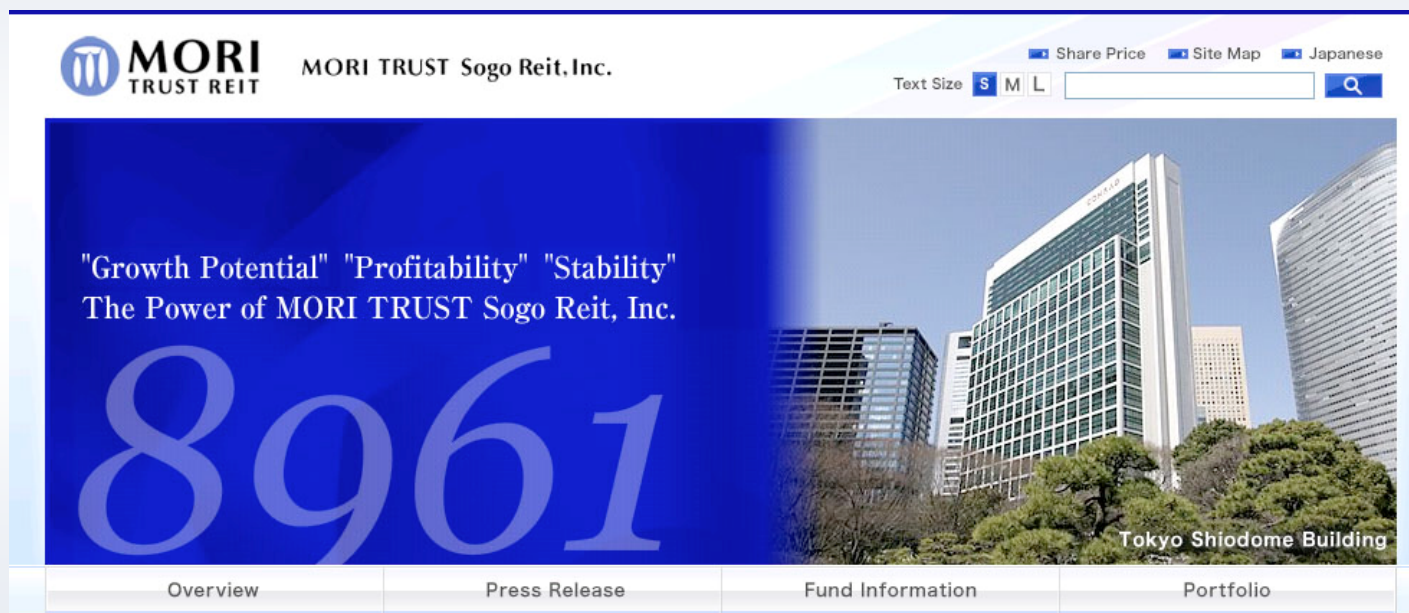 MORI
TRUST REIT
MORI TRUST Sogo Reit, Inc.
Share Price Site Map Japanese
Text Size S M L
"Growth Potential" "Profitability" "Stability"
The Power of MORI TRUST Sogo Reit, Inc.
8961
CONRAD
Tokyo Shiodome Building
Overview Press Release Fund Information Portfolio